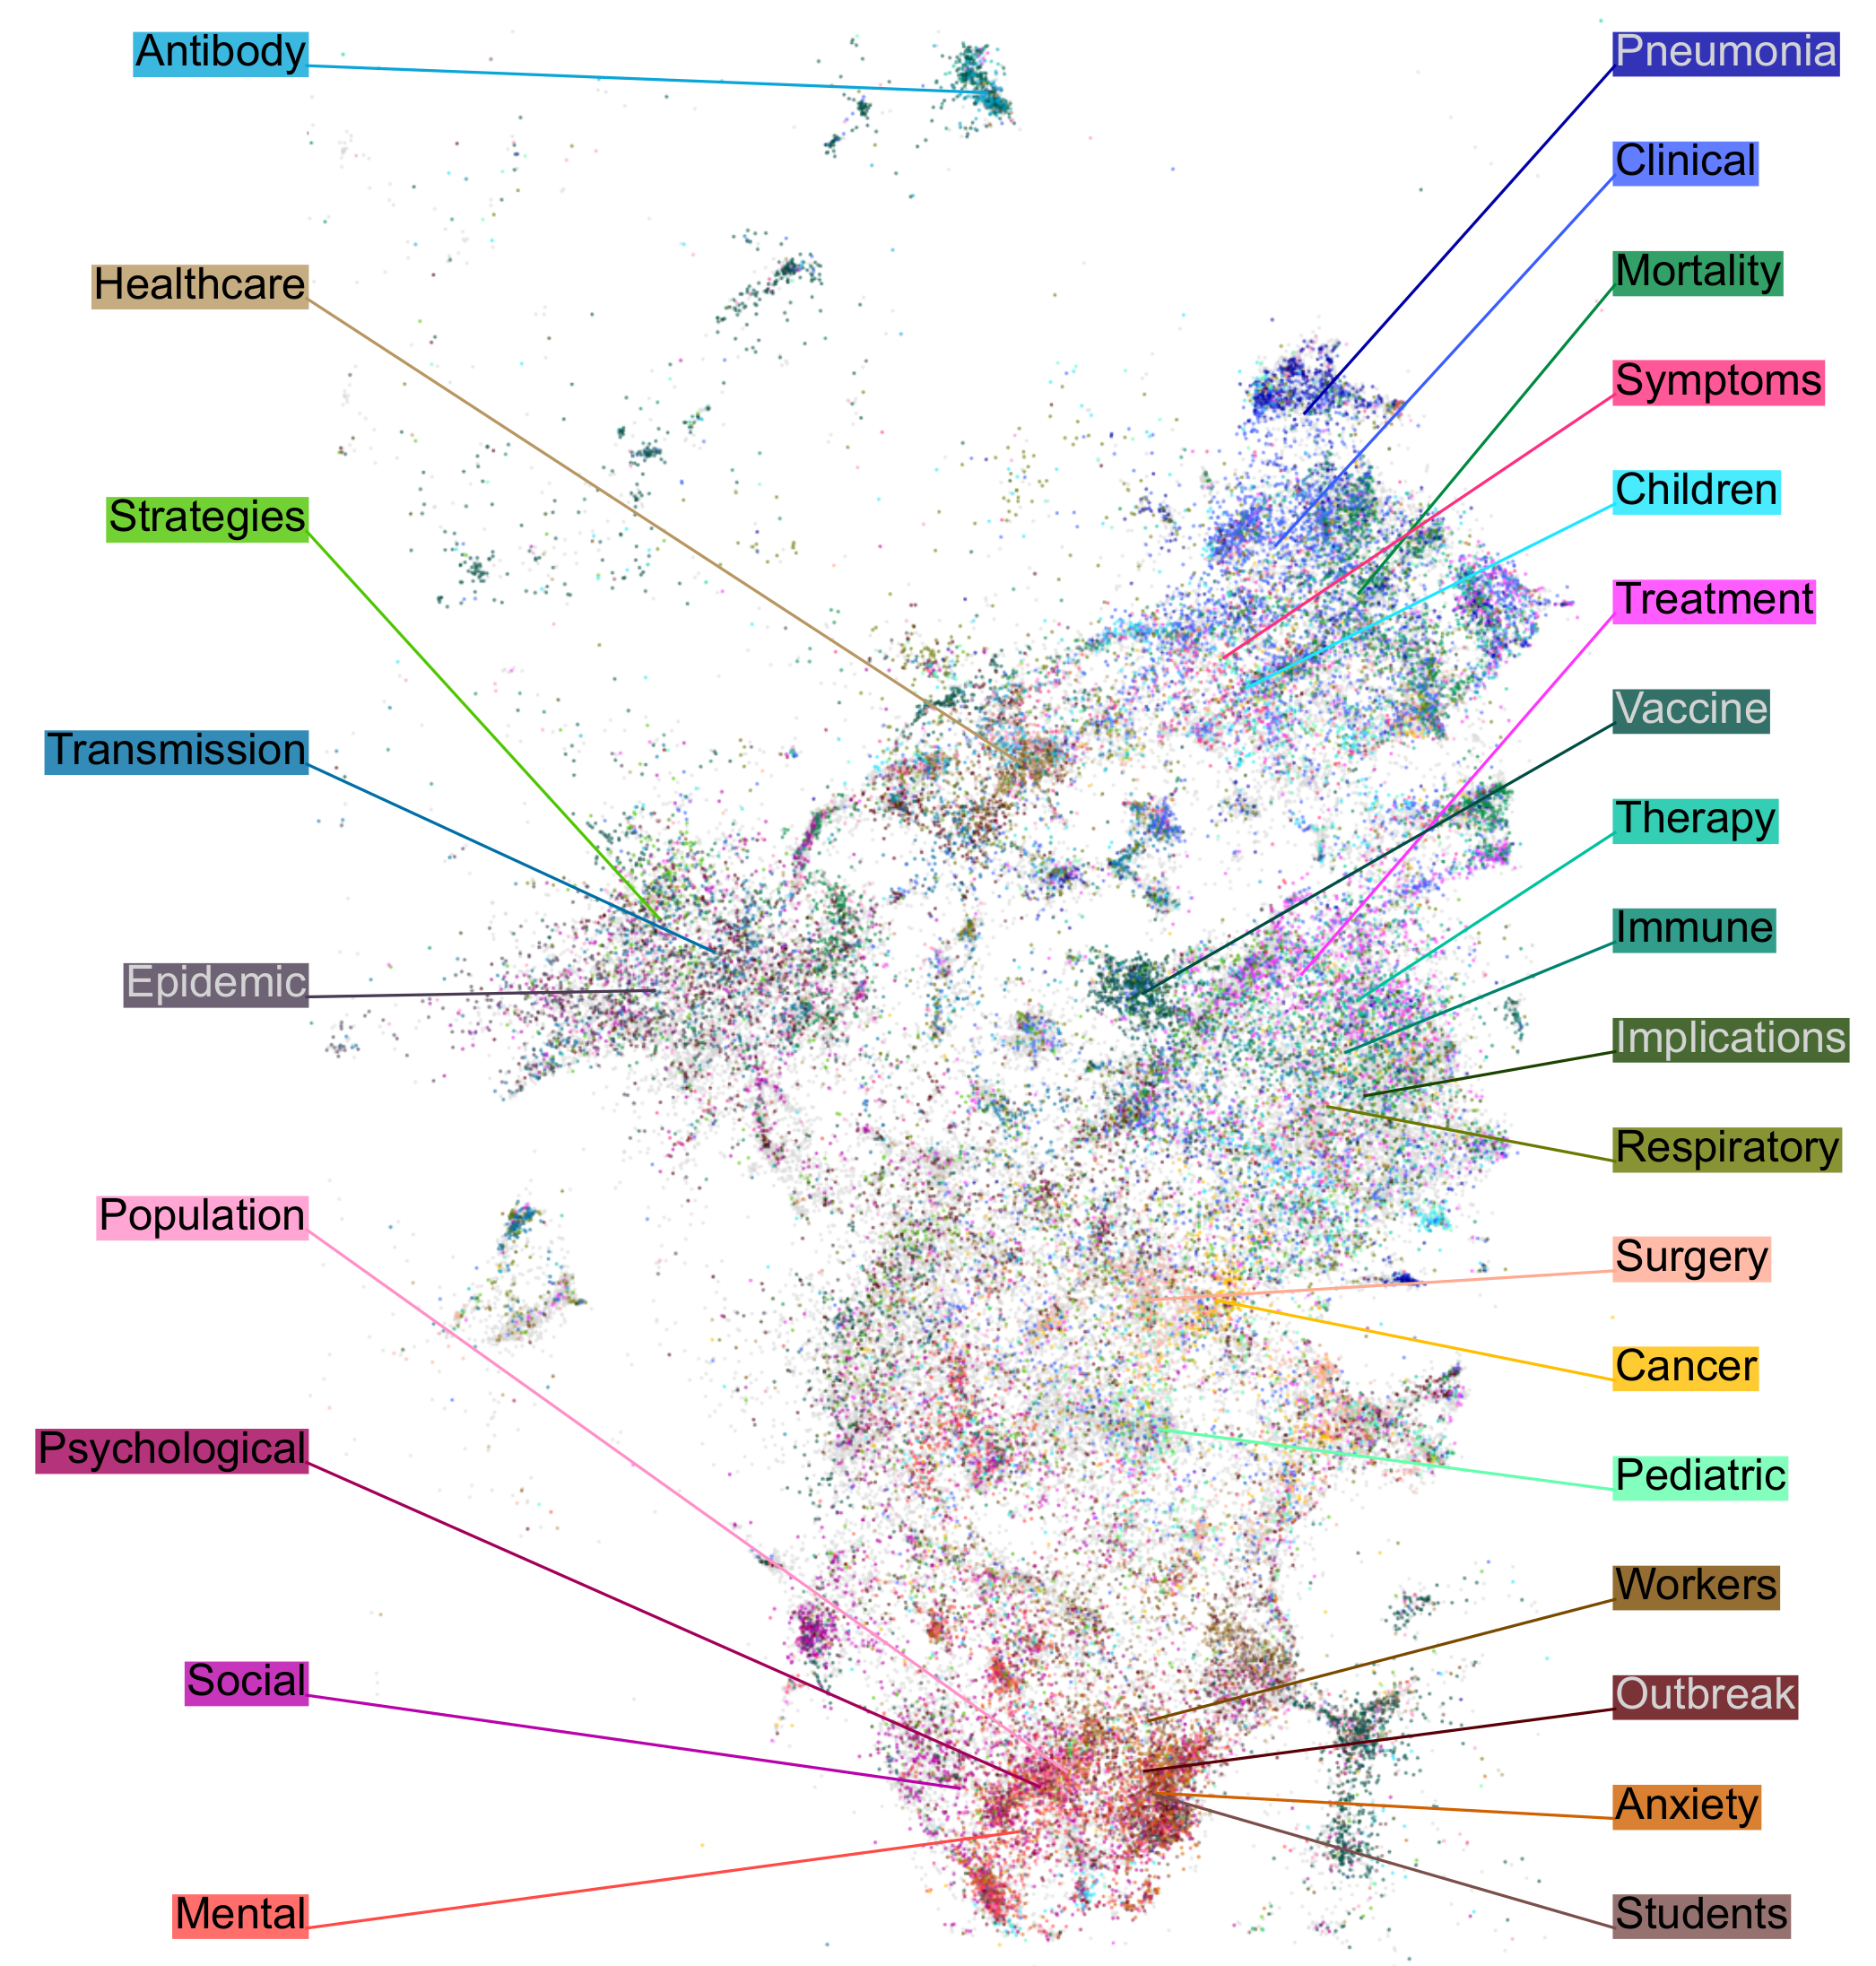 Antibody
Healthcare
Strategies
Transmission
Epidemic
Population
Psychological
Social
Mental
Pneumonia
Clinical
Mortality
Symptoms
Children
Treatment
Vaccine
Therapy
Immune
Implications
Respiratory
Surgery
Cancer
Pediatric
Workers
Outbreak
Anxiety
Students